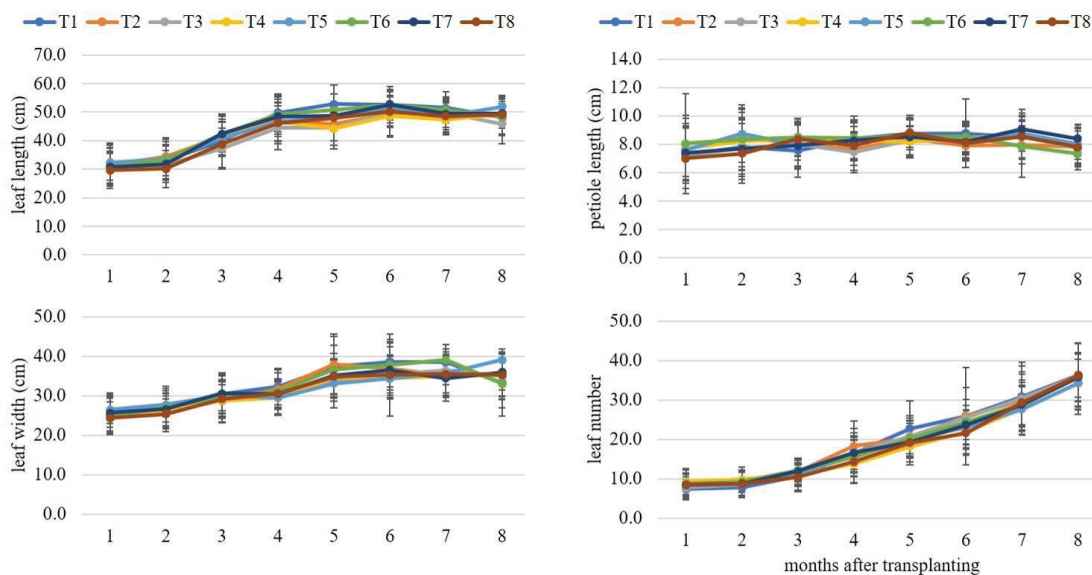 T1 T2 T3 T4 T5 T6 T7 T8
70.0
60.0
50.0
40.0
30.0
20.0
10.0
0.0
leaf length (cm)
1 2 3 4 5 6 7 8
T1 T2 T3 T4 T5 T6 T7 T8
14.0
12.0
10.0
8.0
6.0
4.0
2.0
0.0
petiole length (cm)
1 2 3 4 5 6 7 8
50.0
40.0
30.0
20.0
10.0
0.0
leaf width (cm)
1 2 3 4 5 6 7 8
50.0
40.0
30.0
20.0
10.0
0.0
leaf number
1 2 3 4 5 6 7 8
months after transplanting